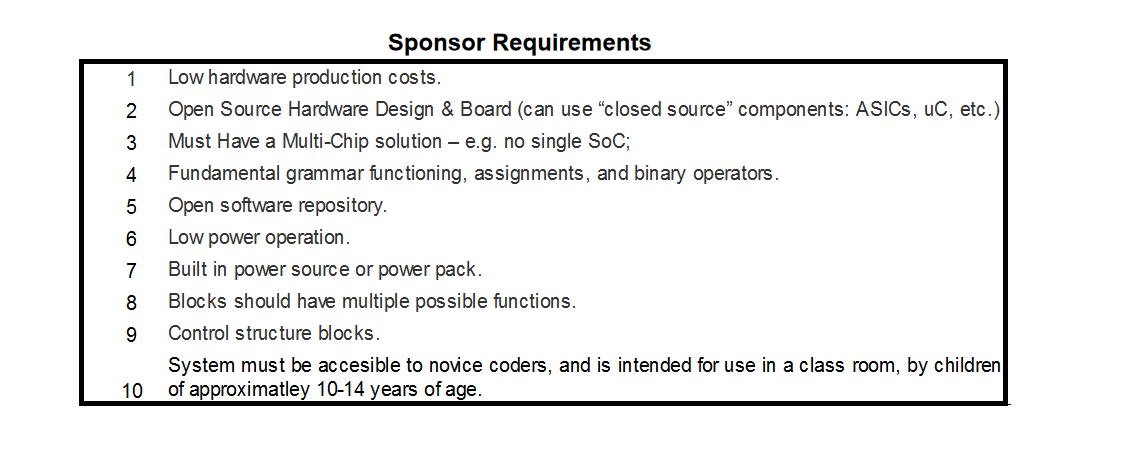 Sponsor Requirements
1 Low hardware production costs.
2 Open Source Hardware Design & Board (can use “closed source” components: ASICs, uC, etc.)
3 Must Have a Multi-Chip solution – e.g. no single SoC;
4 Fundamental grammar functioning, assignments, and binary operators.
5 Open software repository.
6 Low power operation.
7 Built in power source or power pack.
8 Blocks should have multiple possible functions.
9 Control structure blocks.
System must be accesible to novice coders, and is intended for use in a class room, by children
10 of approximatley 10-14 years of age.